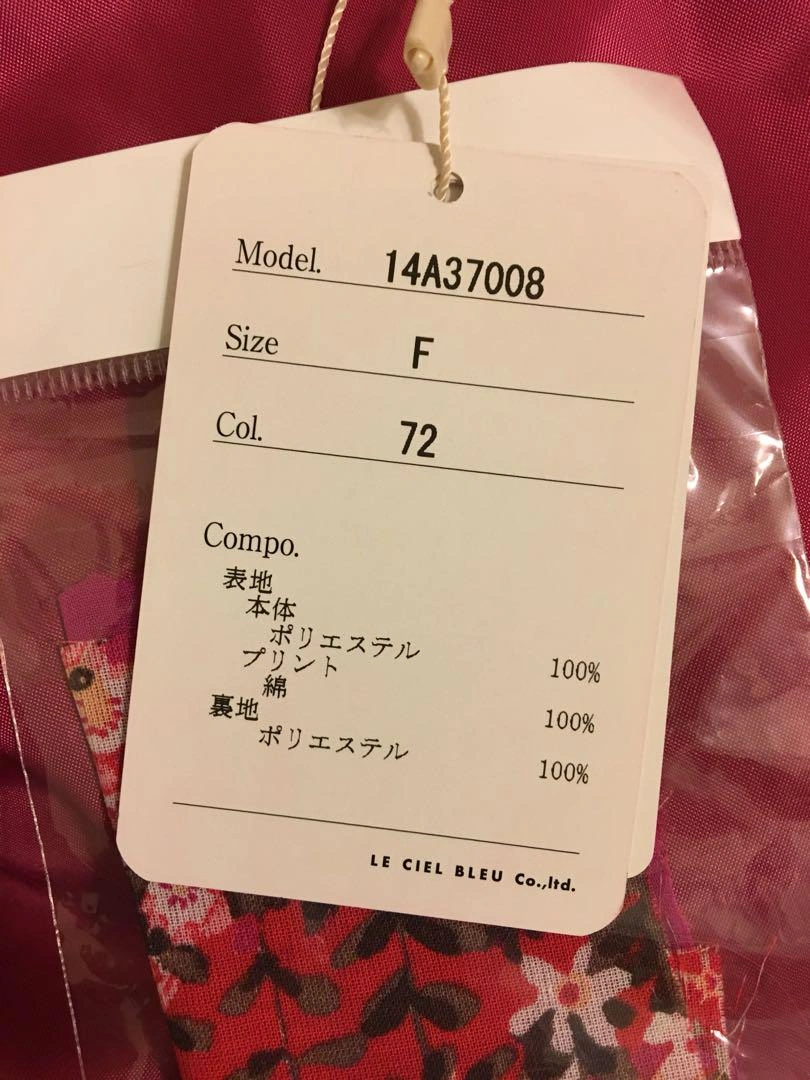 Model. 14A37008
Size F
Col. 72
Compo.
表地
本体
ポリエステル 100%
プリント
綿 100%
裏地
ポリエステル 100%
LE CIEL BLEU Co.,ltd.